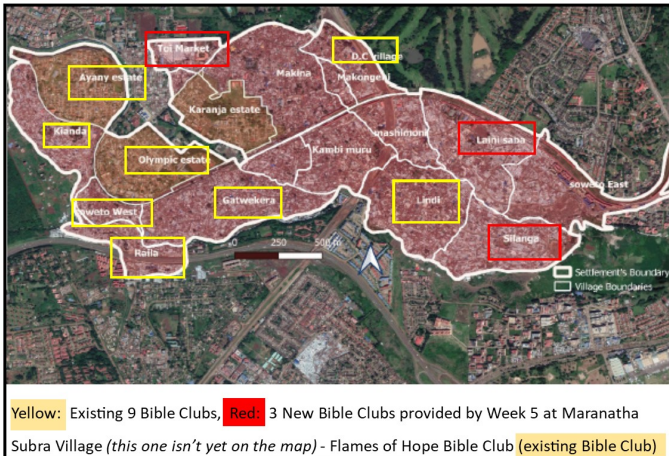 Toi Market
D.C village
Ayany estate
Makina
Makongeni
Karanja estate
Kianda
mashimoni
Laini saba
Olympic estate
Kambi muru
soweto East
Gatwekera
Lindi
Soweto West
Silanga
Raila
0 250 500 m
Settlement's Boundary
Village Boundaries
Yellow: Existing 9 Bible Clubs, Red: 3 New Bible Clubs provided by Week 5 at Maranatha
Subra Village (this one isn't yet on the map) - Flames of Hope Bible Club (existing Bible Club)